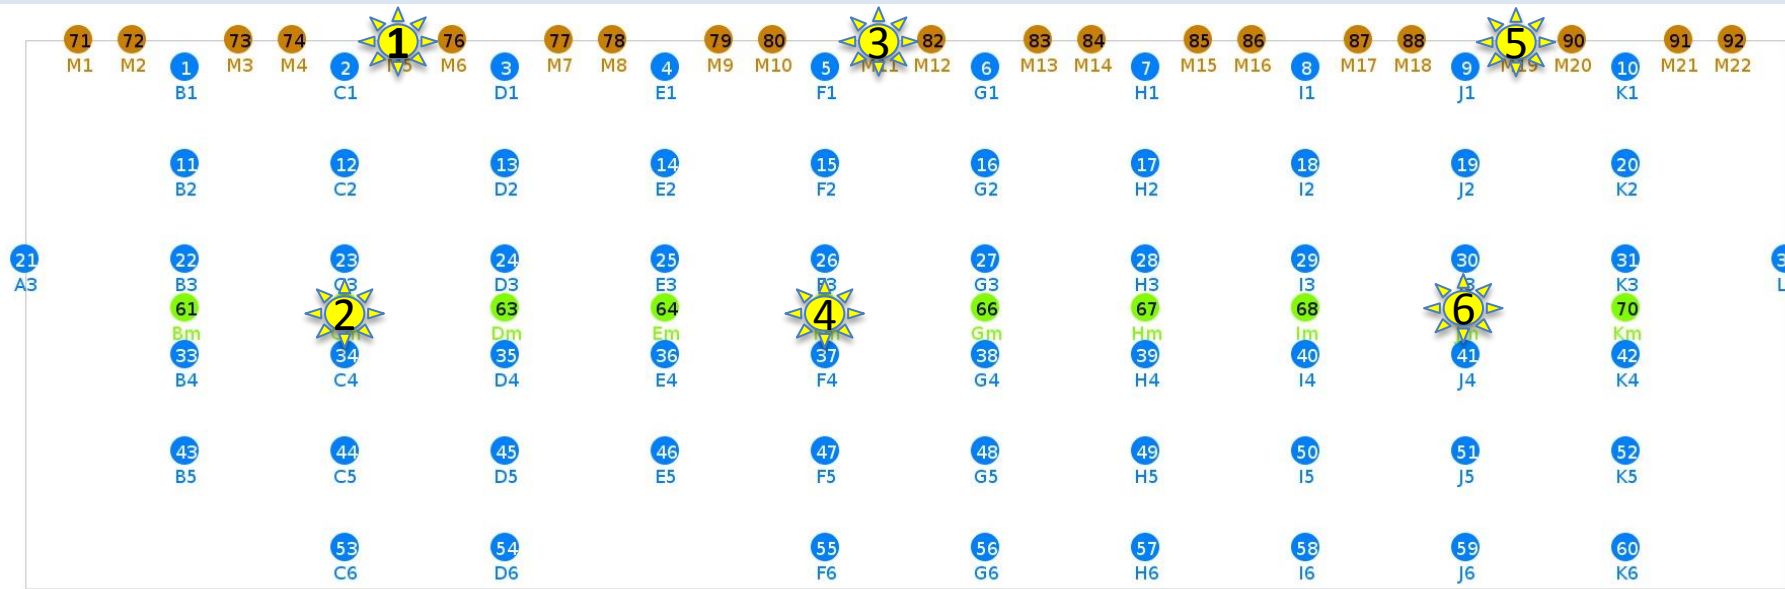 71 72 73 74 1 76 77 78 79 80 3 82 83 84 85 86 87 88 5 90 91 92
M1 M2 M3 M4 M5 M6 M7 M8 M9 M10 M11 M12 M13 M14 M15 M16 M17 M18 M19 M20 M21 M22
1 2 3 4 5 6 7 8 9 10
B1 C1 D1 E1 F1 G1 H1 I1 J1 K1
11 12 13 14 15 16 17 18 19 20
B2 C2 D2 E2 F2 G2 H2 I2 J2 K2
21 22 23 24 25 26 27 28 29 30 31
A3 B3 C3 D3 E3 F3 G3 H3 I3 K3
61 2 63 64 4 66 67 68 6 70
Bm Dm Em Gm Hm Im Km
33 34 35 36 37 38 39 40 41 42
B4 C4 D4 E4 F4 G4 H4 I4 J4 K4
43 44 45 46 47 48 49 50 51 52
B5 C5 D5 E5 F5 G5 H5 I5 J5 K5
53 54 55 56 57 58 59 60
C6 D6 F6 G6 H6 I6 J6 K6